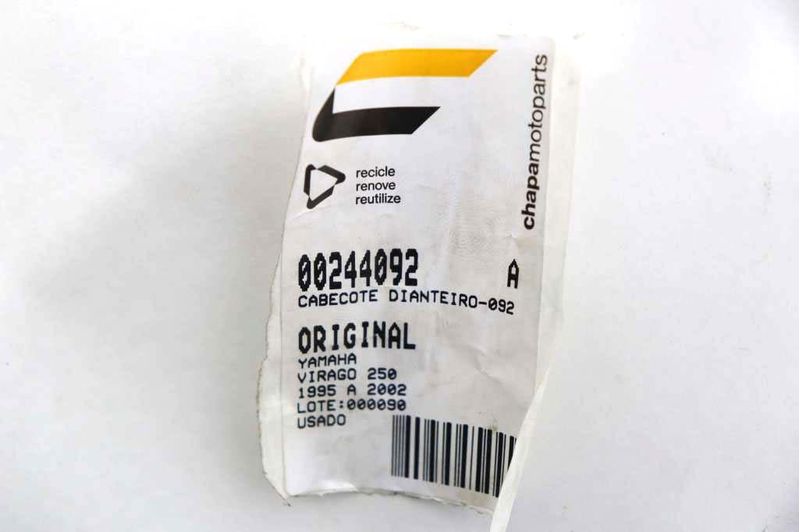 chapamotoparts
recicle
renove
reutilize
00244092 A
CABECOTE DIANTEIRO-092
ORIGINAL
YAMAHA
VIRAGO 250
1995 A 2002
LOTE:000090
USADO